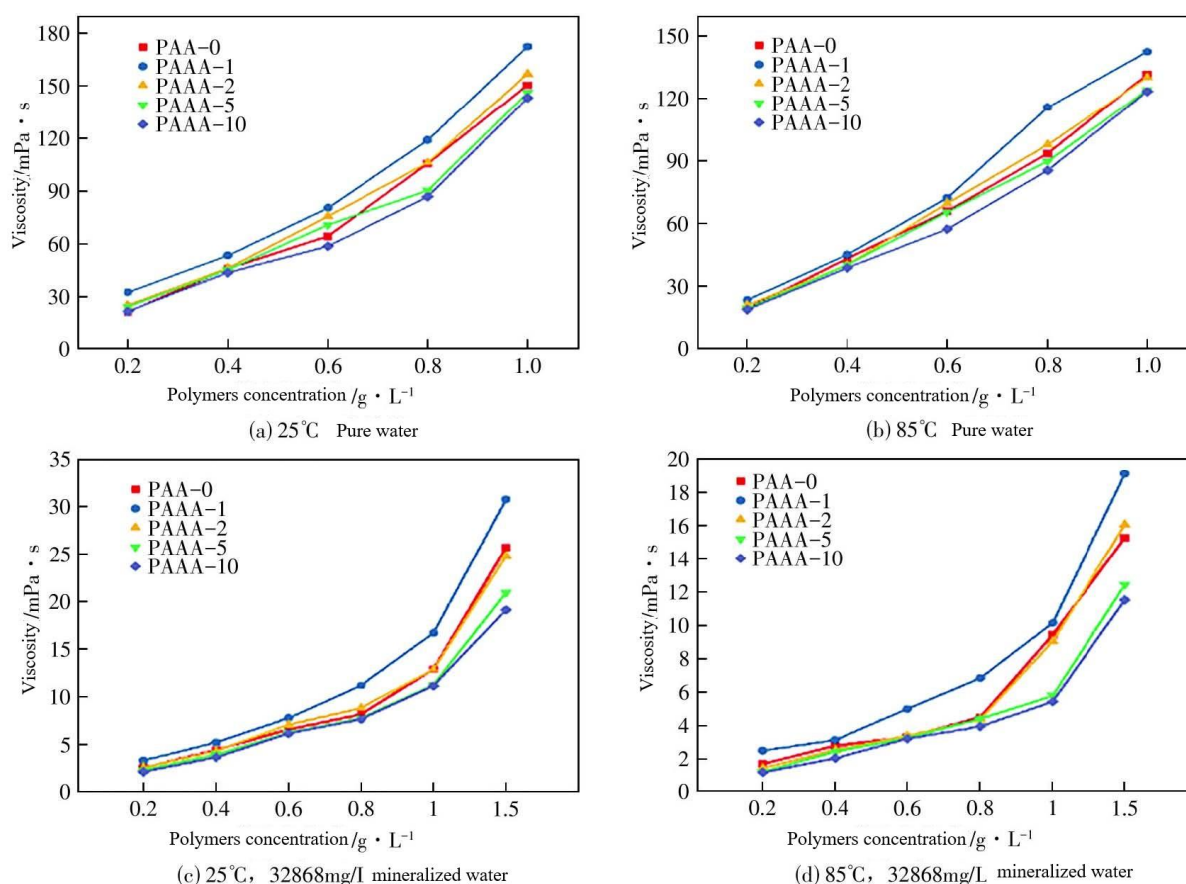 180
150
120
90
60
30
0
Viscosity/mPa·s
PAA-0
PAAA-1
PAAA-2
PAAA-5
PAAA-10
0.2 0.4 0.6 0.8 1.0
Polymers concentration/g·L⁻¹
(a) 25℃ Pure water
150
120
90
60
30
0
Viscosity/mPa·s
PAA-0
PAAA-1
PAAA-2
PAAA-5
PAAA-10
0.2 0.4 0.6 0.8 1.0
Polymers concentration/g·L⁻¹
(b) 85℃ Pure water
35
30
25
20
15
10
5
0
Viscosity/mPa·s
PAA-0
PAAA-1
PAAA-2
PAAA-5
PAAA-10
0.2 0.4 0.6 0.8 1 1.5
Polymers concentration/g·L⁻¹
(c) 25℃, 32868mg/l mineralized water
20
18
16
14
12
10
8
6
4
2
0
Viscosity/mPa·s
PAA-0
PAAA-1
PAAA-2
PAAA-5
PAAA-10
0.2 0.4 0.6 0.8 1 1.5
Polymers concentration/g·L⁻¹
(d) 85℃, 32868mg/L mineralized water